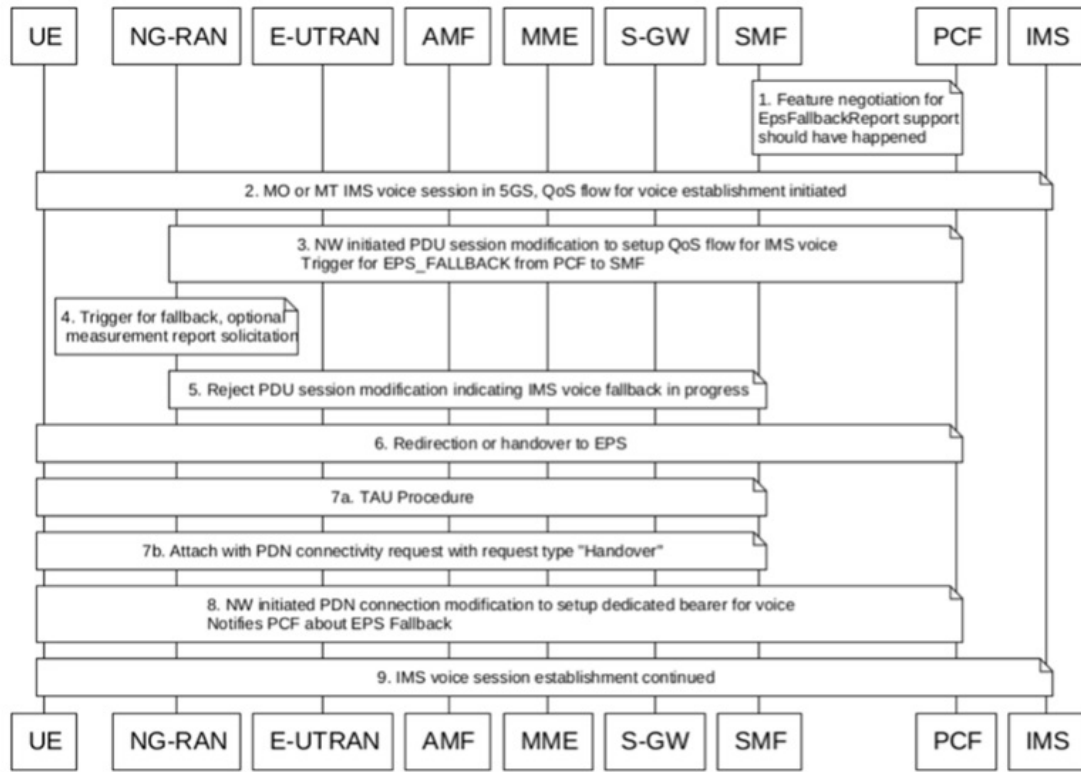 UE NG-RAN E-UTRAN AMF MME S-GW SMF PCF IMS
1. Feature negotiation for
EpsFallbackReport support
should have happened
2. MO or MT IMS voice session in 5GS, QoS flow for voice establishment initiated
3. NW initiated PDU session modification to setup QoS flow for IMS voice
Trigger for EPS_FALLBACK from PCF to SMF
4. Trigger for fallback, optional
measurement report solicitation
5. Reject PDU session modification indicating IMS voice fallback in progress
6. Redirection or handover to EPS
7a. TAU Procedure
7b. Attach with PDN connectivity request with request type "Handover"
8. NW initiated PDN connection modification to setup dedicated bearer for voice
Notifies PCF about EPS Fallback
9. IMS voice session establishment continued
UE NG-RAN E-UTRAN AMF MME S-GW SMF PCF IMS